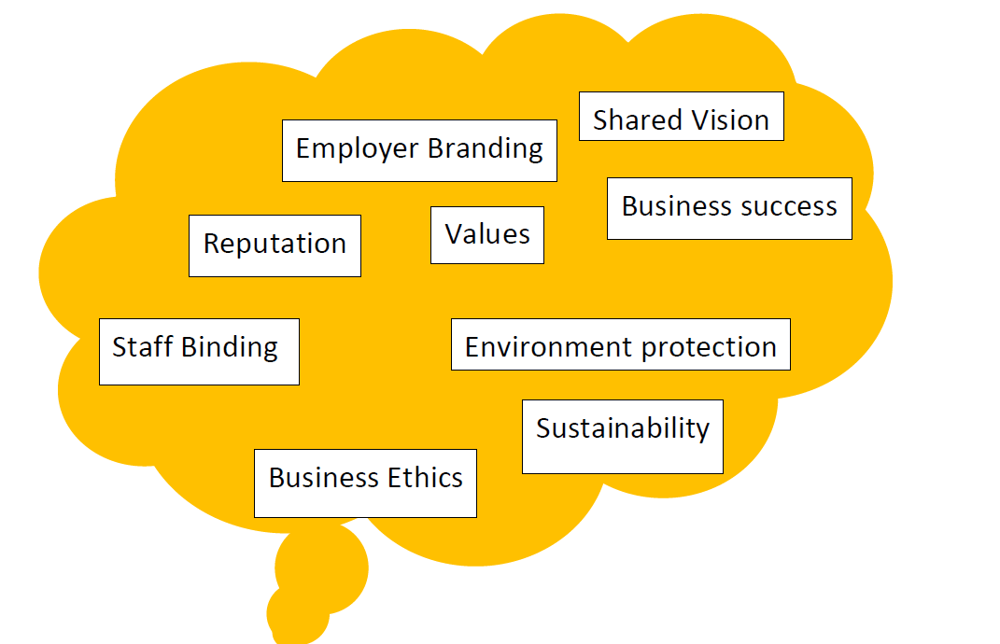 Shared Vision
Employer Branding
Business success
Values
Reputation
Staff Binding
Environment protection
Sustainability
Business Ethics